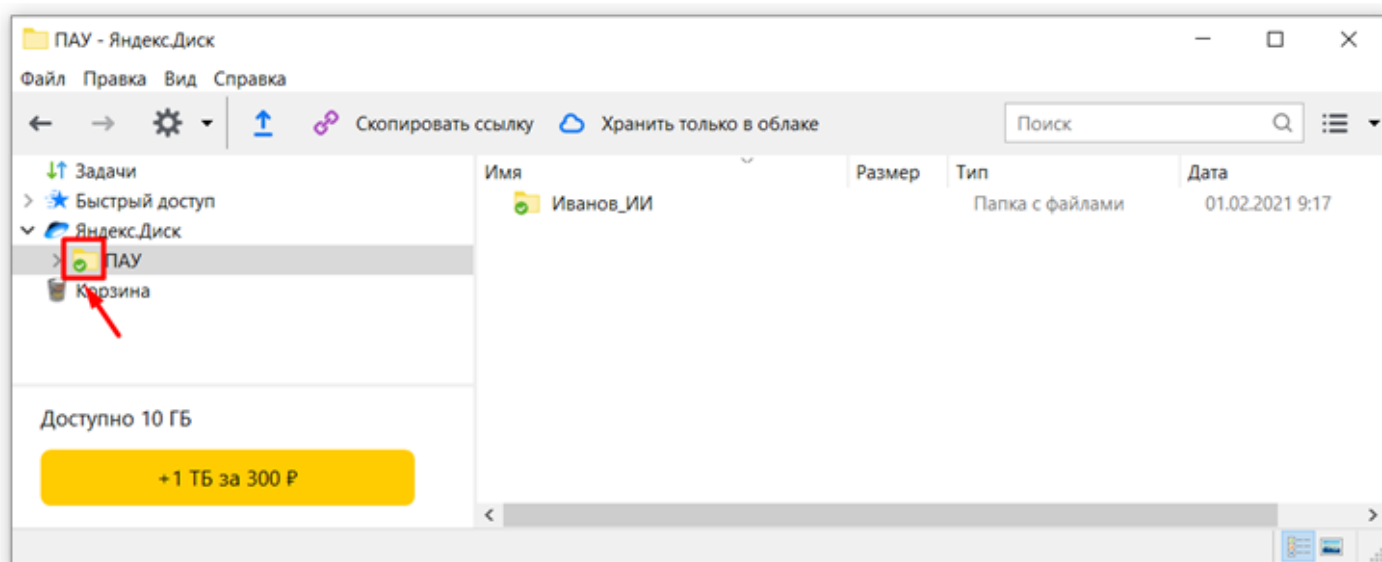 ПАУ - Яндекс.Диск
Файл Правка Вид Справка
Скопировать ссылку Хранить только в облаке Поиск
Задачи
Быстрый доступ
Яндекс.Диск
ПАУ
Корзина
Имя Размер Тип Дата
Иванов_ИИ Папка с файлами 01.02.2021 9:17
Доступно 10 ГБ
+1 ТБ за 300 ₽